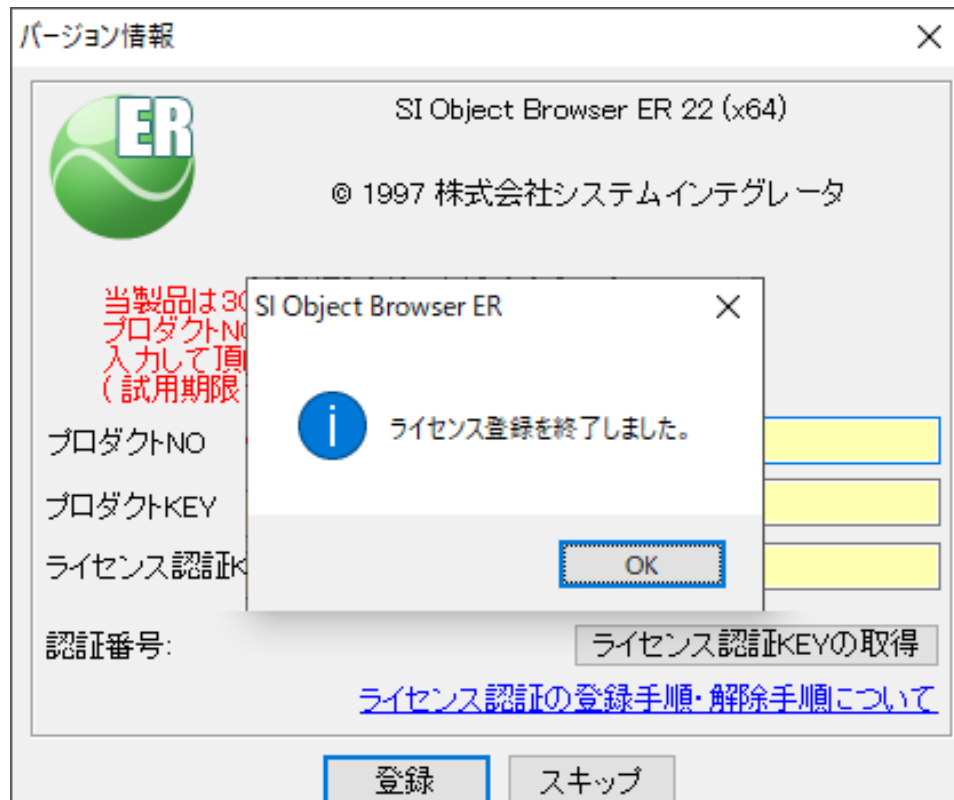 バージョン情報
ER
SI Object Browser ER 22 (x64)
© 1997 株式会社システムインテグレータ
当製品は30
プロダクトNO
入力して頂
(試用期限
SI Object Browser ER
ライセンス登録を終了しました。
OK
プロダクトNO
プロダクトKEY
ライセンス認証K
認証番号:
ライセンス認証KEYの取得
ライセンス認証の登録手順・解除手順について
登録
スキップ